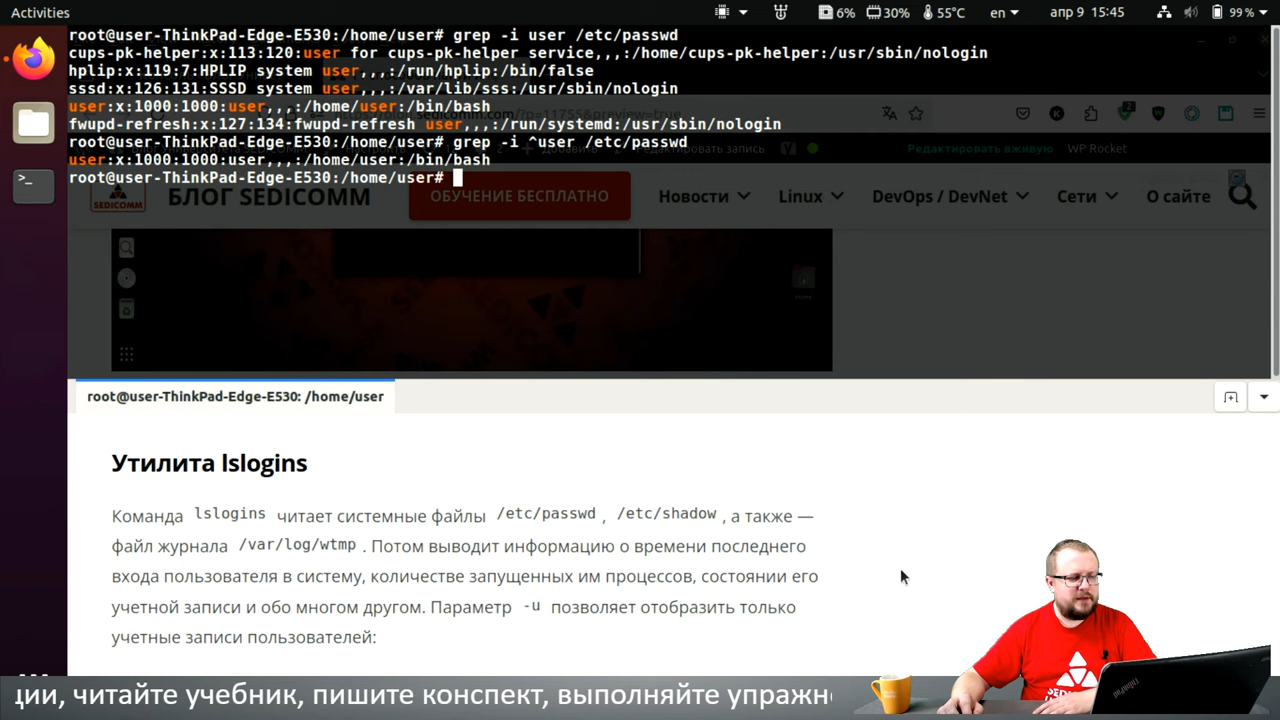 Activities
6% 30% 55°C en апр 9 15:45 99 %
root@user-ThinkPad-Edge-E530:/home/user# grep -i user /etc/passwd
cups-pk-helper:x:113:120:user for cups-pk-helper service,,,:/home/cups-pk-helper:/usr/sbin/nologin
hplip:x:119:7:HPLIP system user,,,:/run/hplip:/bin/false
sssd:x:126:131:SSSD system user,,,:/var/lib/sss:/usr/sbin/nologin
user:x:1000:1000:user,,,:/home/user:/bin/bash
fwupd-refresh:x:127:134:fwupd-refresh user,,,:/run/systemd:/usr/sbin/nologin
root@user-ThinkPad-Edge-E530:/home/user# grep -i ^user /etc/passwd
Редактировать вживую WP Rocket
user:x:1000:1000:user,,,:/home/user:/bin/bash
root@user-ThinkPad-Edge-E530:/home/user#
SEDICOMM БЛОГ SEDICOMM ОБУЧЕНИЕ БЕСПЛАТНО Новости Linux DevOps / DevNet Сети О сайте
root@user-ThinkPad-Edge-E530: /home/user
Утилита lslogins
Команда lslogins читает системные файлы /etc/passwd , /etc/shadow , а также —
файл журнала /var/log/wtmp . Потом выводит информацию о времени последнего
входа пользователя в систему, количестве запущенных им процессов, состоянии его
учетной записи и обо многом другом. Параметр -u позволяет отобразить только
учетные записи пользователей:
SEDICOMM
ThinkPad
ции, читайте учебник, пишите конспект, выполняйте упражн